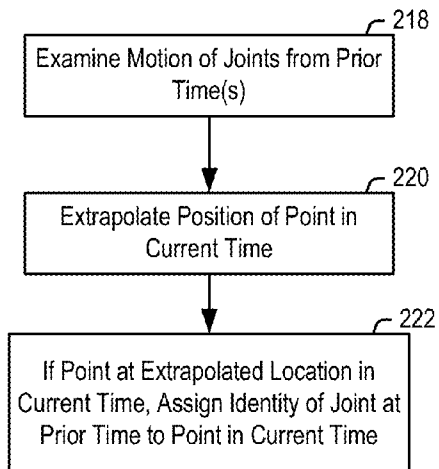 218
Examine Motion of Joints from Prior
Time(s)
220
Extrapolate Position of Point in
Current Time
222
If Point at Extrapolated Location in
Current Time, Assign Identity of Joint at
Prior Time to Point in Current Time